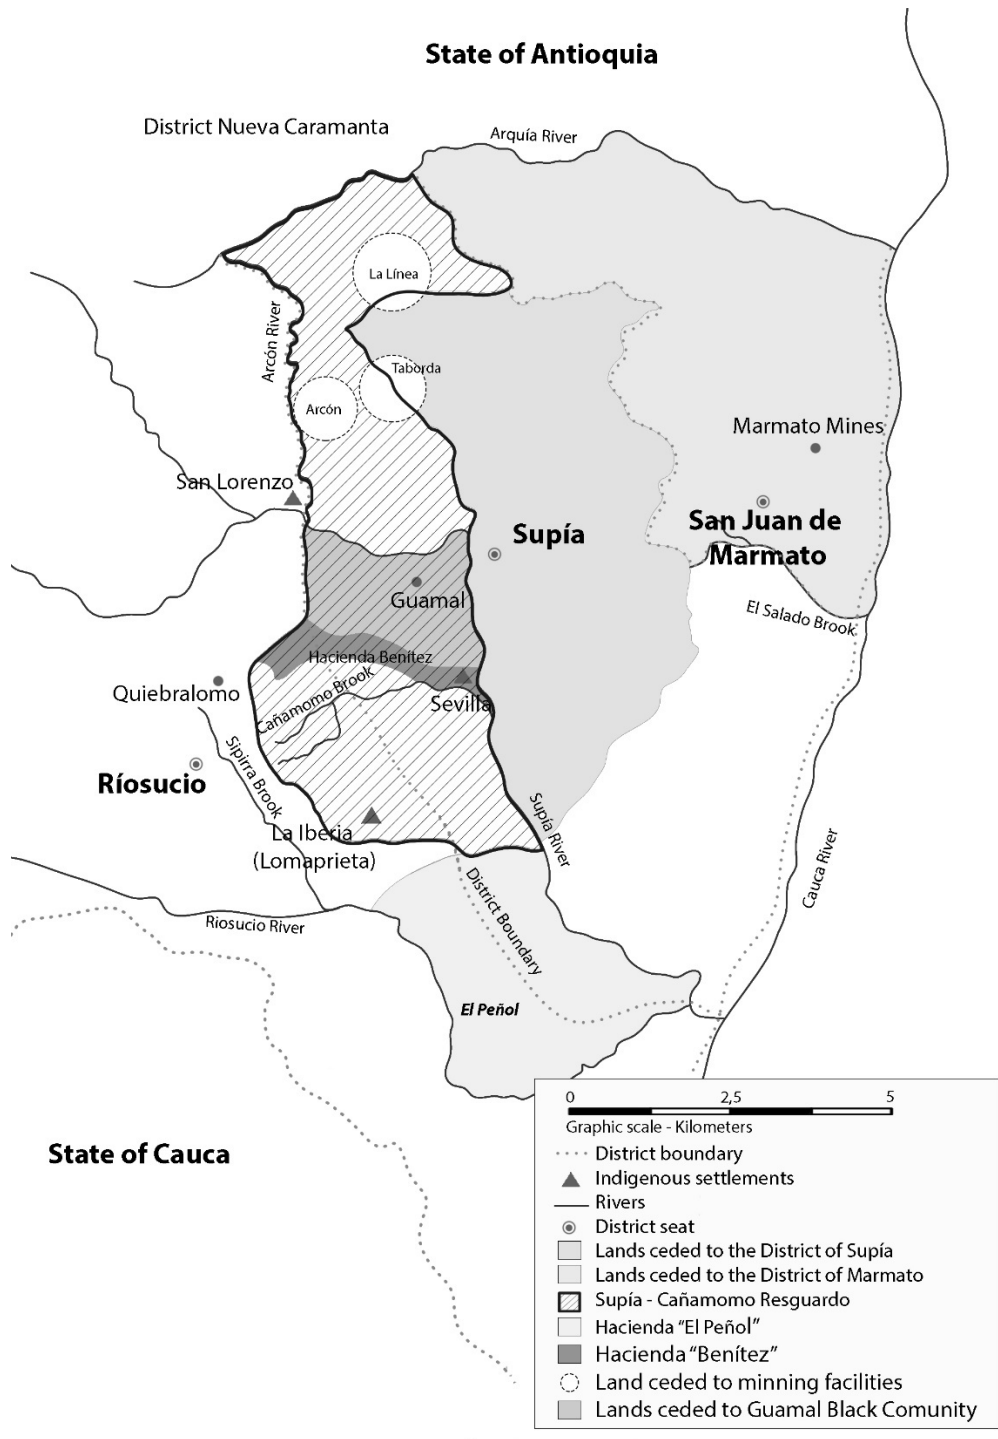 State of Antioquia
District Nueva Caramanta
Arquía River
La Línea
Arcón River
Taborda
Arcón
Marmato Mines
San Lorenzo
San Juan de
Marmato
Supía
Guamal
El Salado Brook
Hacienda Benítez
Quiebralomo
Cañamomo Brook
Sevilla
Sipirra Brook
Ríosucio
Supía River
La Iberia
(Lomaprieta)
Cauca River
District Boundary
Riosucio River
El Peñol
State of Cauca
0 2,5 5
Graphic scale - Kilometers
District boundary
Indigenous settlements
Rivers
District seat
Lands ceded to the District of Supía
Lands ceded to the District of Marmato
Supía - Cañamomo Resguardo
Hacienda “El Peñol”
Hacienda “Benítez”
Land ceded to minning facilities
Lands ceded to Guamal Black Comunity